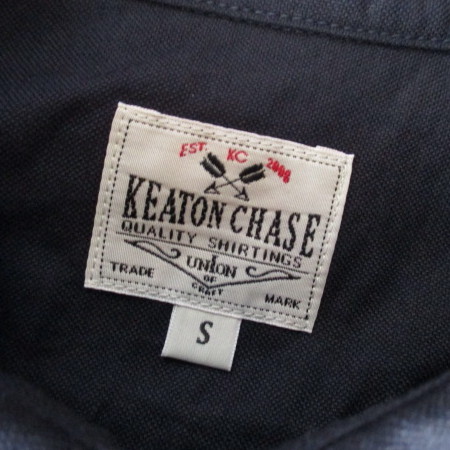 EST. KC 2006
KEATON CHASE
QUALITY SHIRTINGS
UNION
TRADE OF MARK
CRAFT
S